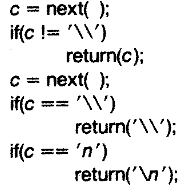 c = next( );
if(c != '\\')
return(c);
c = next( );
if(c == '\\')
return('\\');
if(c == 'n')
return('\n');